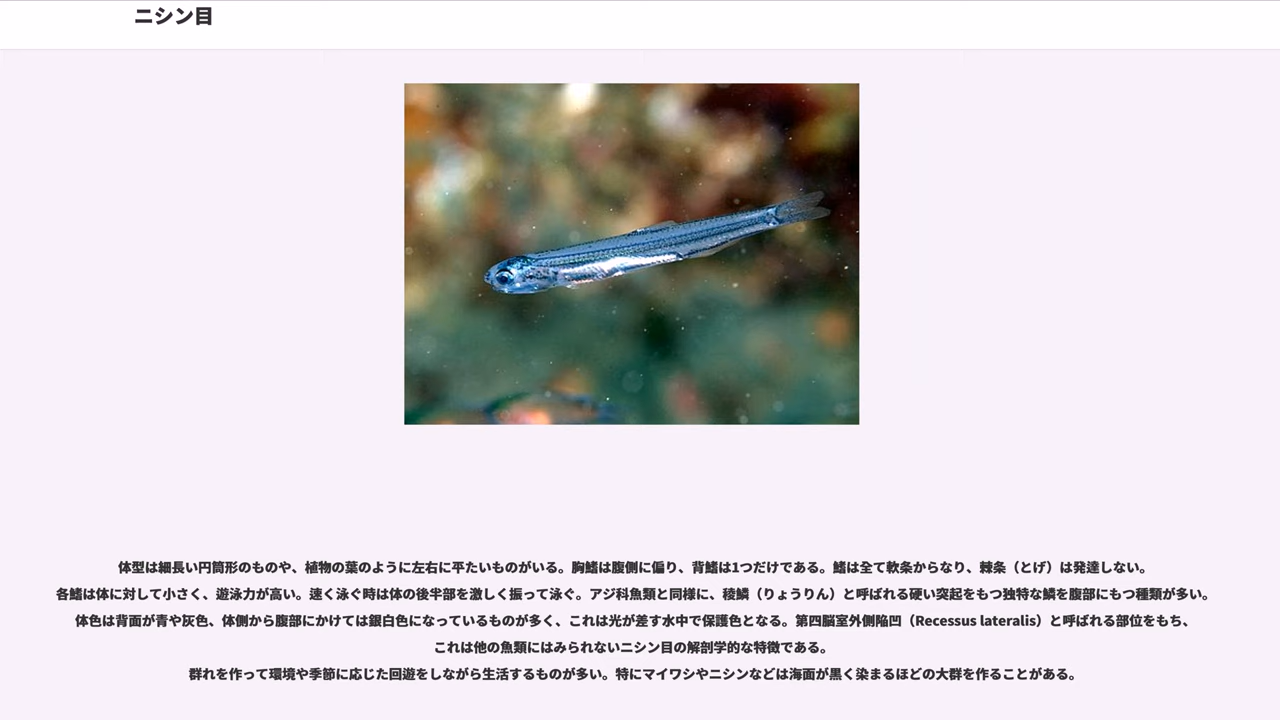 ニシン目
体型は細長い円筒形のものや、植物の葉のように左右に平たいものがいる。胸鰭は腹側に偏り、背鰭は1つだけである。鰭は全て軟条からなり、棘条（とげ）は発達しない。
各鰭は体に対して小さく、遊泳力が高い。速く泳ぐ時は体の後半部を激しく振って泳ぐ。アジ科魚類と同様に、稜鱗（りょうりん）と呼ばれる硬い突起をもつ独特な鱗を腹部にもつ種類が多い。
体色は背面が青や灰色、体側から腹部にかけては銀白色になっているものが多く、これは光が差す水中で保護色となる。第四脳室外側陥凹（Recessus lateralis）と呼ばれる部位をもち、
これは他の魚類にはみられないニシン目の解剖学的な特徴である。
群れを作って環境や季節に応じた回遊をしながら生活するものが多い。特にマイワシやニシンなどは海面が黒く染まるほどの大群を作ることがある。